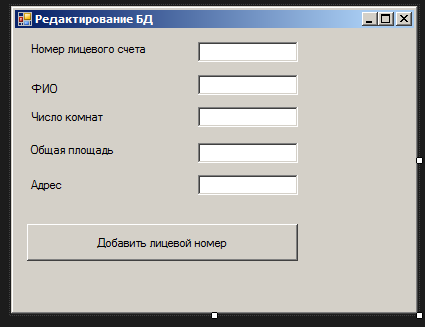 Редактирование БД
Номер лицевого счета
ФИО
Число комнат
Общая площадь
Адрес
Добавить лицевой номер